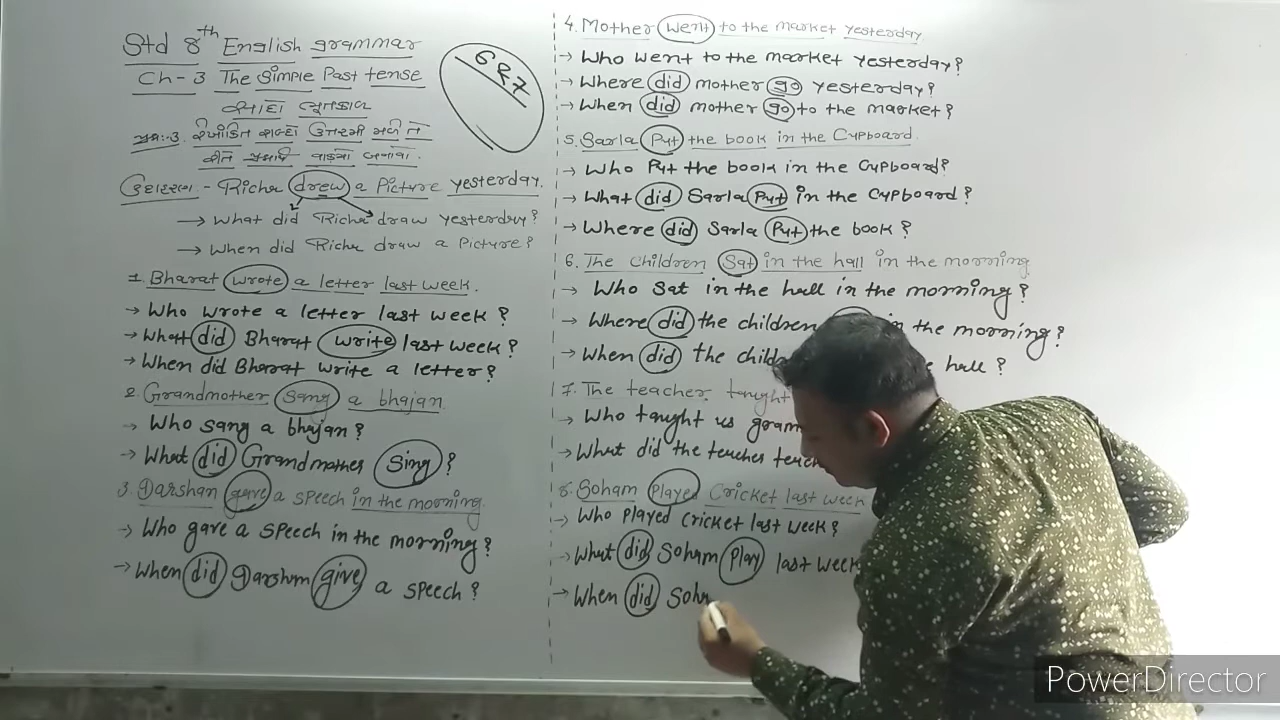 Std 8th English grammar
Ch-3 The Simple Past tense
સાદો ભૂતકાળ
ઉદાહરણ - Richa drew a Picture yesterday.
→ What did Richa draw yesterday?
→ When did Richa draw a Picture?
1. Bharat wrote a letter last week.
→ Who wrote a letter last week?
→ What did Bharat write last week?
→ When did Bharat write a letter?
2. Grandmother Sang a bhajan.
→ Who sang a bhajan?
→ What did Grandmother Sing?
3. Darshan gave a speech in the morning.
→ Who gave a speech in the morning?
→ When did Darshan give a speech?
6 & 7
4. Mother went to the market yesterday.
→ Who went to the market yesterday?
→ Where did mother go yesterday?
→ When did mother go to the market?
5. Sarla Put the book in the Cupboard.
Who Put the book in the Cupboard?
→ What did Sarla Put in the Cupboard?
→ Where did Sarla Put the book?
6. The children Sat in the hall in the morning
→ Who sat in the hall in the morning?
→ Where did the children in the morning?
→ When did the hall?
7. The teacher taught
→ Who taught us
→ What did the teacher
8. Soham Played Cricket last week
→ Who Played Cricket last week?
→ What did Soham Play last week
→ When did
PowerDirector